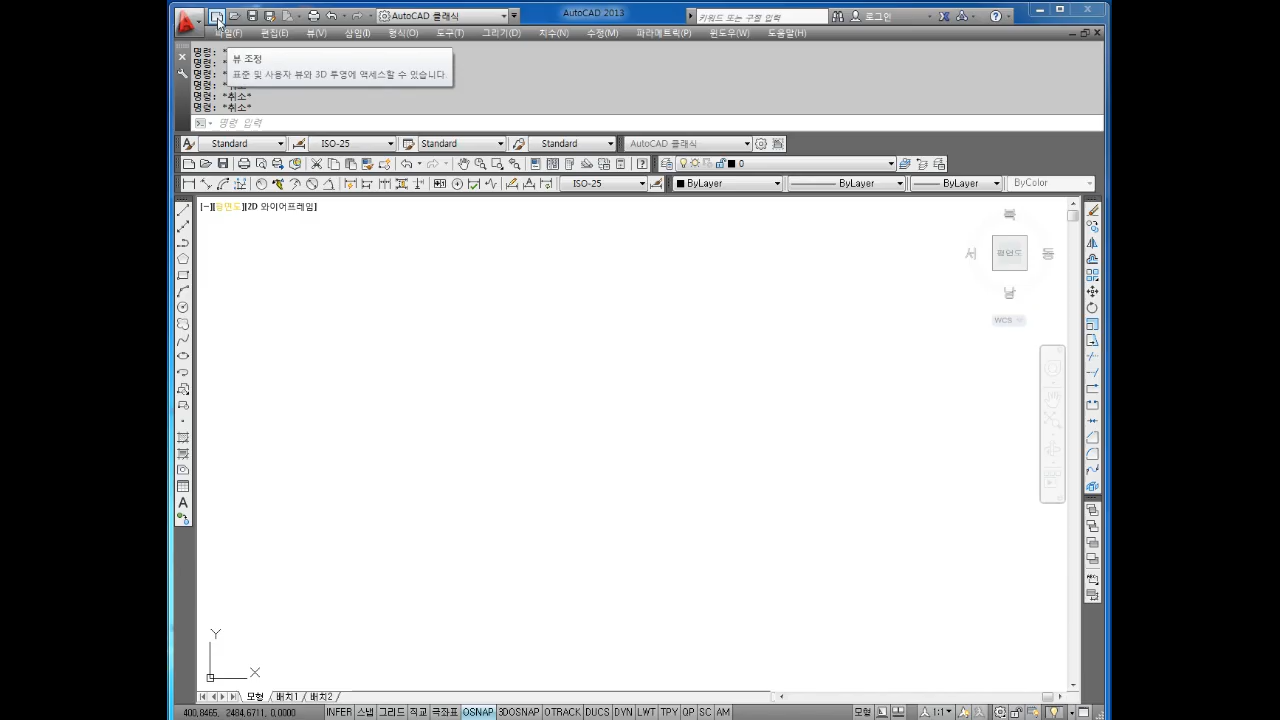 AutoCAD 클래식
AutoCAD 2013
키워드 또는 구절 입력
로그인
파일(F) 편집(E) 뷰(V) 삽입(I) 형식(O) 도구(T) 그리기(D) 치수(N) 수정(M) 파라메트릭(P) 윈도우(W) 도움말(H)
명령:
명령:
명령:
명령: *취소*
명령: *취소*
명령: *취소*
뷰 조정
표준 및 사용자 뷰와 3D 투영에 액세스할 수 있습니다.
명령 입력
Standard ISO-25 Standard Standard AutoCAD 클래식
0
ISO-25 ByLayer ByLayer ByLayer ByColor
[−][평면도][2D 와이어프레임]
북
서 평면도 동
남
WCS
A
ABC
Y
X
모형 배치1 배치2
400,8465, 2484,6711, 0,0000 INFER 스냅 그리드 직교 극좌표 OSNAP 3DOSNAP OTRACK DUCS DYN LWT TPY QP SC AM 모형 1:1